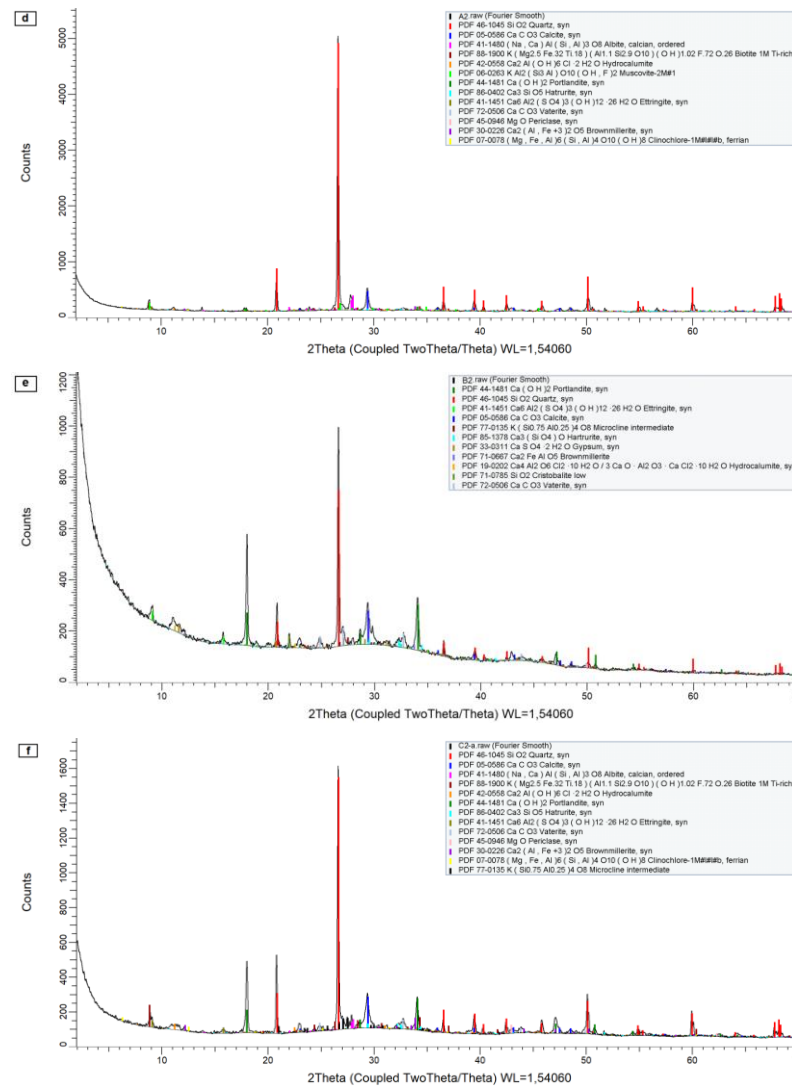 d
A2.raw (Fourier Smooth)
PDF 46-1045 Si O2 Quartz, syn
PDF 05-0586 Ca C O3 Calcite, syn
PDF 41-1480 ( Na , Ca ) Al ( Si , Al )3 O8 Albite, calcian, ordered
PDF 88-1900 K ( Mg2.5 Fe.32 Ti.18 ) ( Al1.1 Si2.9 O10 ) ( O H )1.02 F.72 O.26 Biotite 1M Ti-rich
PDF 42-0558 Ca2 Al ( O H )6 Cl ·2 H2 O Hydrocalumite
PDF 06-0263 K Al2 ( Si3 Al ) O10 ( O H , F )2 Muscovite-2M#1
PDF 44-1481 Ca ( O H )2 Portlandite, syn
PDF 86-0402 Ca3 Si O5 Hatrurite, syn
PDF 41-1451 Ca6 Al2 ( S O4 )3 ( O H )12 ·26 H2 O Ettringite, syn
PDF 72-0506 Ca C O3 Vaterite, syn
PDF 45-0946 Mg O Periclase, syn
PDF 30-0226 Ca2 ( Al , Fe +3 )2 O5 Brownmillerite, syn
PDF 07-0078 ( Mg , Fe , Al )6 ( Si , Al )4 O10 ( O H )8 Clinochlore-1M#I#I#b, ferrian
Counts
5000
4000
3000
2000
1000
0
10 20 30 40 50 60
2Theta (Coupled TwoTheta/Theta) WL=1,54060
e
B2.raw (Fourier Smooth)
PDF 44-1481 Ca ( O H )2 Portlandite, syn
PDF 46-1045 Si O2 Quartz, syn
PDF 41-1451 Ca6 Al2 ( S O4 )3 ( O H )12 ·26 H2 O Ettringite, syn
PDF 05-0586 Ca C O3 Calcite, syn
PDF 77-0135 K ( Si0.75 Al0.25 )4 O8 Microcline intermediate
PDF 85-1378 Ca3 ( Si O4 ) O Hartrurite, syn
PDF 33-0311 Ca S O4 ·2 H2 O Gypsum, syn
PDF 71-0667 Ca2 Fe Al O5 Brownmillerite
PDF 19-0202 Ca4 Al2 O6 Cl2 ·10 H2 O / 3 Ca O · Al2 O3 · Ca Cl2 ·10 H2 O Hydrocalumite, sy
PDF 71-0785 Si O2 Cristobalite low
PDF 72-0506 Ca C O3 Vaterite, syn
Counts
1200
1000
800
600
400
200
0
10 20 30 40 50 60
2Theta (Coupled TwoTheta/Theta) WL=1,54060
f
C2-a.raw (Fourier Smooth)
PDF 46-1045 Si O2 Quartz, syn
PDF 05-0586 Ca C O3 Calcite, syn
PDF 41-1480 ( Na , Ca ) Al ( Si , Al )3 O8 Albite, calcian, ordered
PDF 88-1900 K ( Mg2.5 Fe.32 Ti.18 ) ( Al1.1 Si2.9 O10 ) ( O H )1.02 F.72 O.26 Biotite 1M Ti-rich
PDF 42-0558 Ca2 Al ( O H )6 Cl ·2 H2 O Hydrocalumite
PDF 44-1481 Ca ( O H )2 Portlandite, syn
PDF 86-0402 Ca3 Si O5 Hatrurite, syn
PDF 41-1451 Ca6 Al2 ( S O4 )3 ( O H )12 ·26 H2 O Ettringite, syn
PDF 72-0506 Ca C O3 Vaterite, syn
PDF 45-0946 Mg O Periclase, syn
PDF 30-0226 Ca2 ( Al , Fe +3 )2 O5 Brownmillerite, syn
PDF 07-0078 ( Mg , Fe , Al )6 ( Si , Al )4 O10 ( O H )8 Clinochlore-1M#I#I#b, ferrian
PDF 77-0135 K ( Si0.75 Al0.25 )4 O8 Microcline intermediate
Counts
1600
1400
1200
1000
800
600
400
200
0
10 20 30 40 50 60
2Theta (Coupled TwoTheta/Theta) WL=1,54060